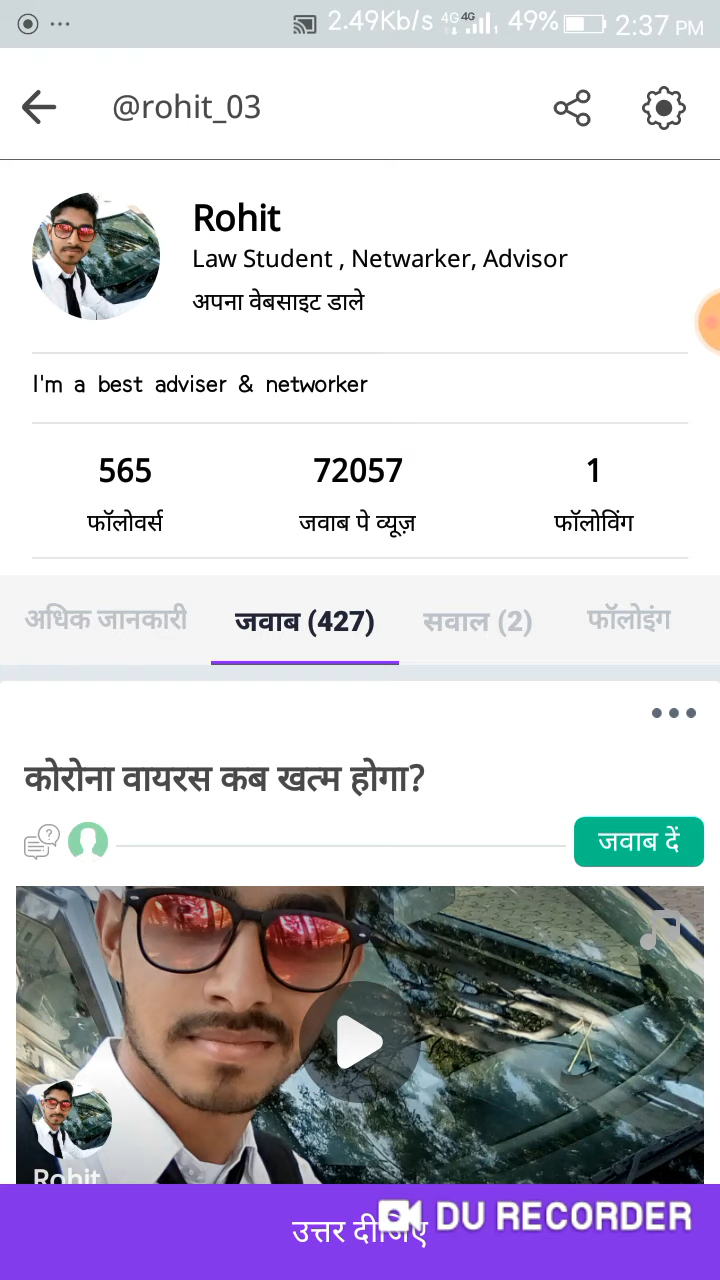 2.49Kb/s 4G 4G 49% 2:37 PM
@rohit_03
Rohit
Law Student , Netwarker, Advisor
अपना वेबसाइट डाले
I'm a best adviser & networker
565 72057 1
फॉलोवर्स जवाब पे व्यूज़ फॉलोविंग
अधिक जानकारी जवाब (427) सवाल (2) फॉलोइंग
कोरोना वायरस कब खत्म होगा?
जवाब दें
Rohit
उत्तर दीजिए
DU RECORDER